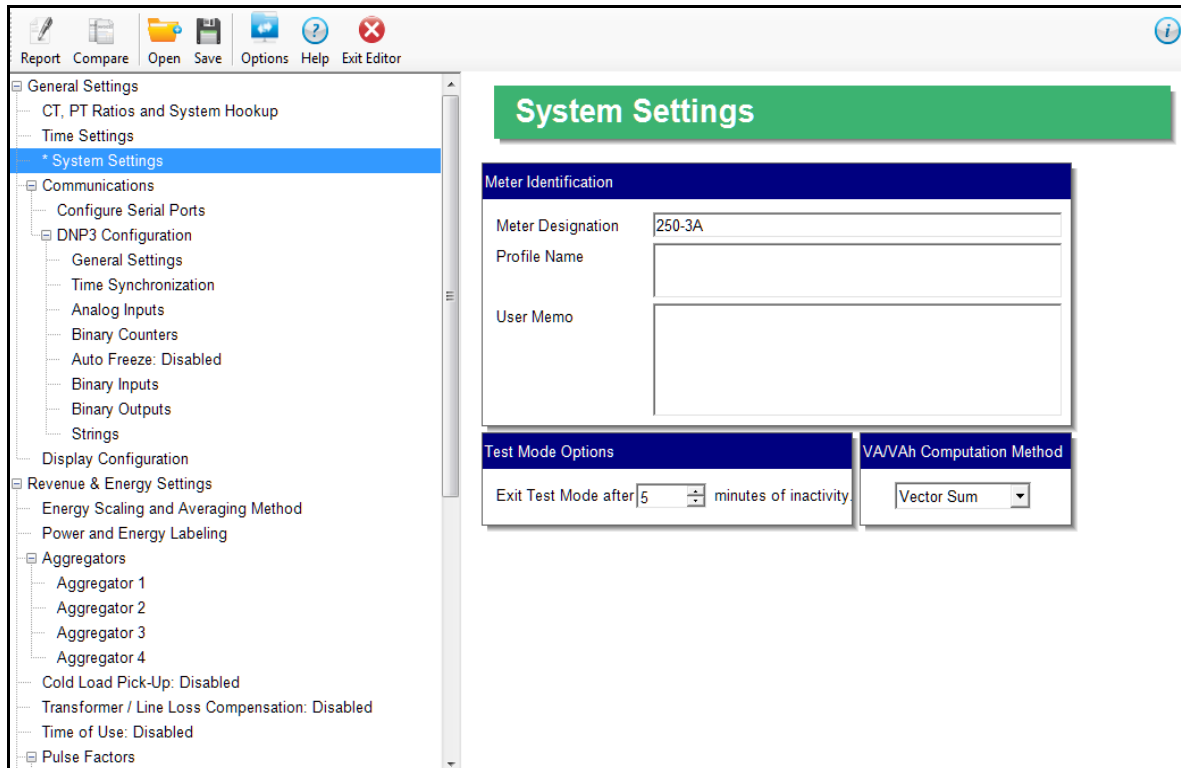 Report Compare Open Save Options Help Exit Editor
General Settings
CT, PT Ratios and System Hookup
Time Settings
* System Settings
Communications
Configure Serial Ports
DNP3 Configuration
General Settings
Time Synchronization
Analog Inputs
Binary Counters
Auto Freeze: Disabled
Binary Inputs
Binary Outputs
Strings
Display Configuration
Revenue & Energy Settings
Energy Scaling and Averaging Method
Power and Energy Labeling
Aggregators
Aggregator 1
Aggregator 2
Aggregator 3
Aggregator 4
Cold Load Pick-Up: Disabled
Transformer / Line Loss Compensation: Disabled
Time of Use: Disabled
Pulse Factors
System Settings
Meter Identification
Meter Designation 250-3A
Profile Name
User Memo
Test Mode Options
Exit Test Mode after 5 minutes of inactivity.
VA/VAh Computation Method
Vector Sum